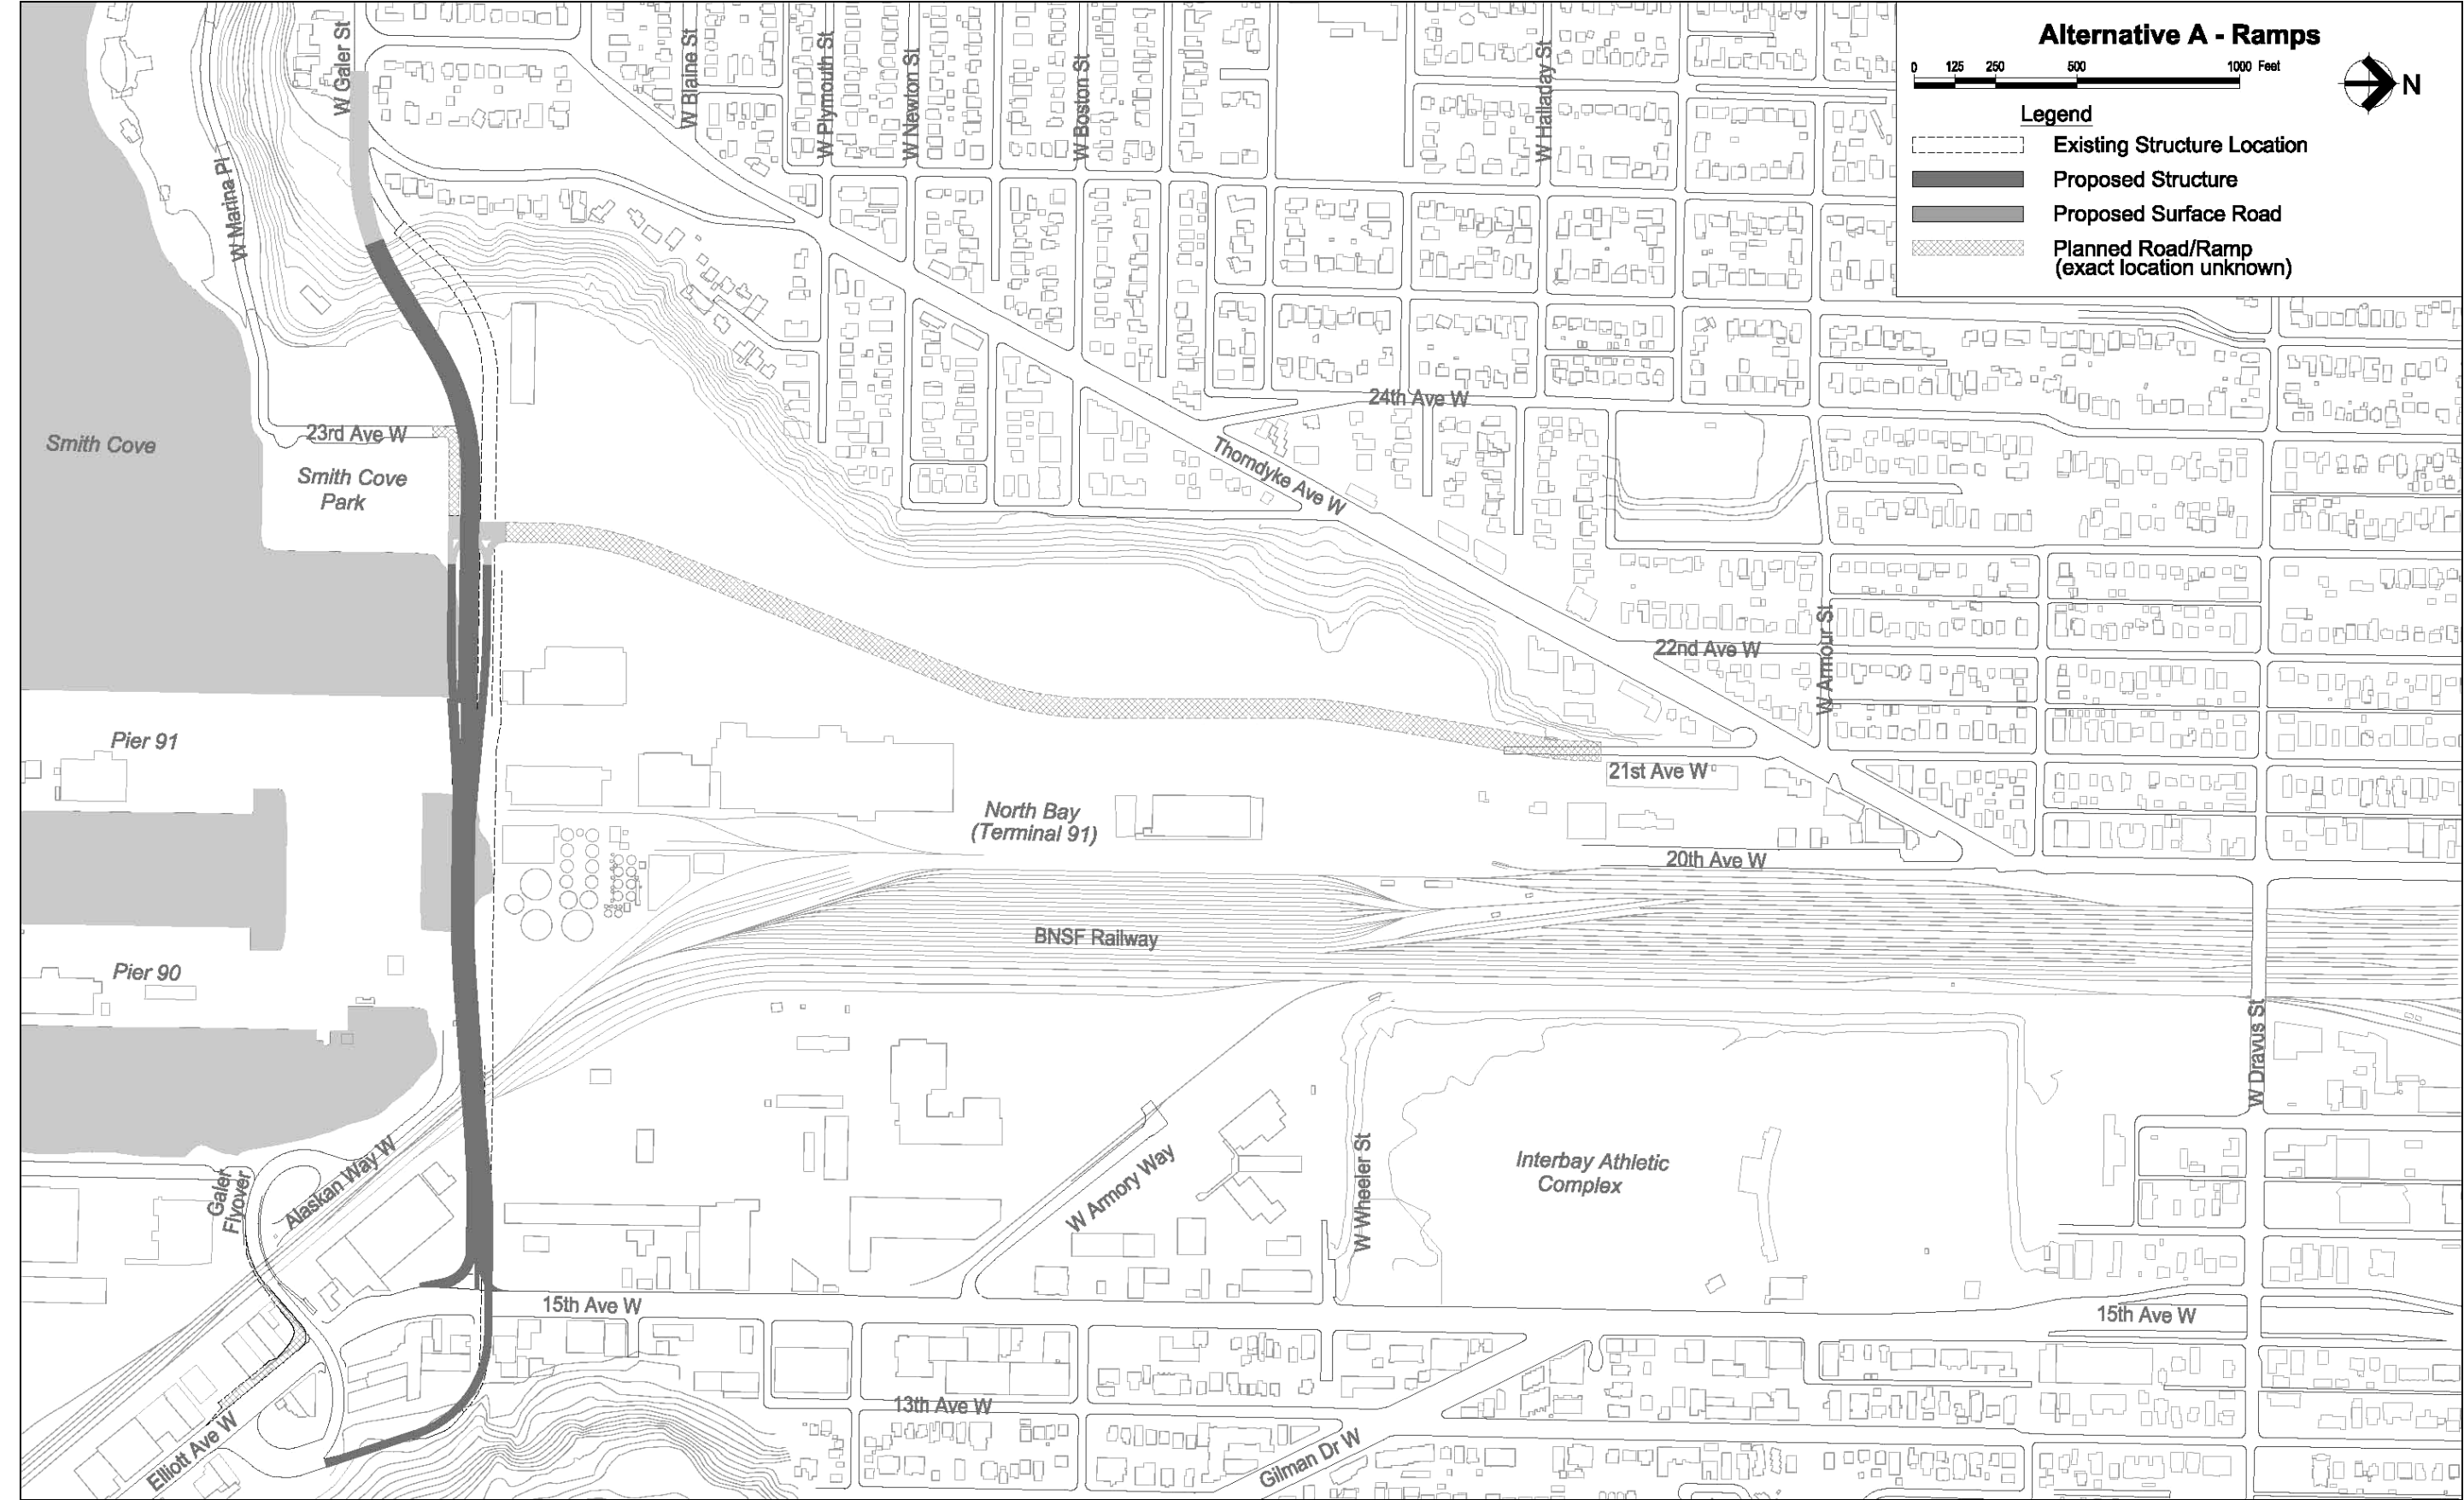 Alternative A - Ramps
0 125 250 500 1000 Feet
N
Legend
Existing Structure Location
Proposed Structure
Proposed Surface Road
Planned Road/Ramp
(exact location unknown)
W Galer St
W Blaine St
W Plymouth St
W Newton St
W Boston St
W Halladay St
W Marina Pl
24th Ave W
Smith Cove
23rd Ave W
Smith Cove
Park
Thorndyke Ave W
22nd Ave W
W Armour St
Pier 91
21st Ave W
North Bay
(Terminal 91)
20th Ave W
BNSF Railway
Pier 90
W Dravus St
Galer
Flyover
Alaskan Way W
W Armory Way
W Wheeler St
Interbay Athletic
Complex
15th Ave W
15th Ave W
13th Ave W
Elliott Ave W
Gilman Dr W